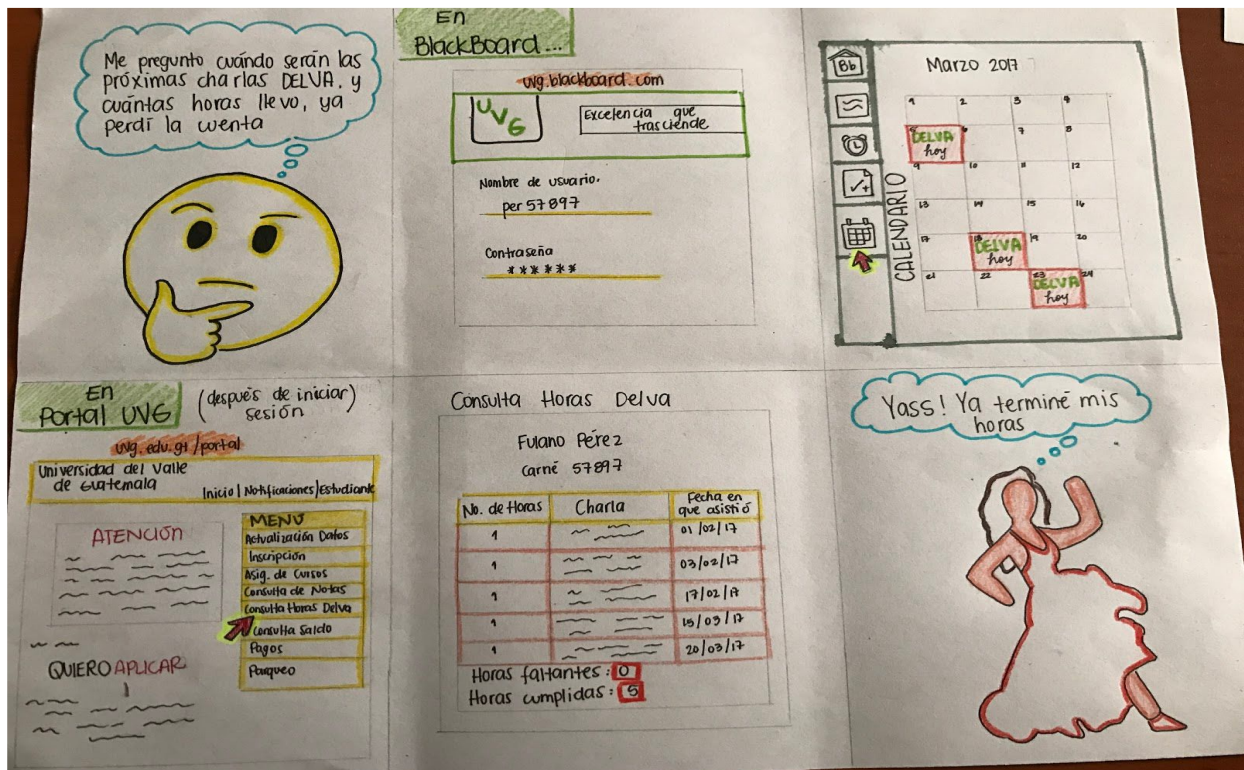 Me pregunto cuándo serán las
próximas charlas DELVA, y
cuántas horas llevo, ya
perdí la cuenta
En
BlackBoard...
uvg.blackboard.com
UVG
Excelencia que
trasciende
Nombre de usuario.
per 57897
Contraseña
******
Bb
Marzo 2017
CALENDARIO
1 2 3 4
5 DELVA hoy 6 7 8
9 10 11 12
13 14 15 16
17 18 DELVA hoy 19 20
21 22 23 DELVA hoy 24
En
Portal UVG
(después de iniciar)
sesión
uvg.edu.gt/portal
Universidad del Valle
de Guatemala
Inicio | Notificaciones | Estudiante
ATENCIÓN
QUIERO APLICAR
MENÚ
Actualización Datos
Inscripción
Asig. de Cursos
Consulta de Notas
Consulta Horas Delva
Consulta Saldo
Pagos
Parqueo
Consulta Horas Delva
Fulano Pérez
Carné 57897
No. de Horas Charla Fecha en
que asistió
1 01/02/17
1 03/02/17
1 17/02/17
1 15/03/17
1 20/03/17
Horas faltantes: 0
Horas cumplidas: 5
Yass! Ya terminé mis
horas